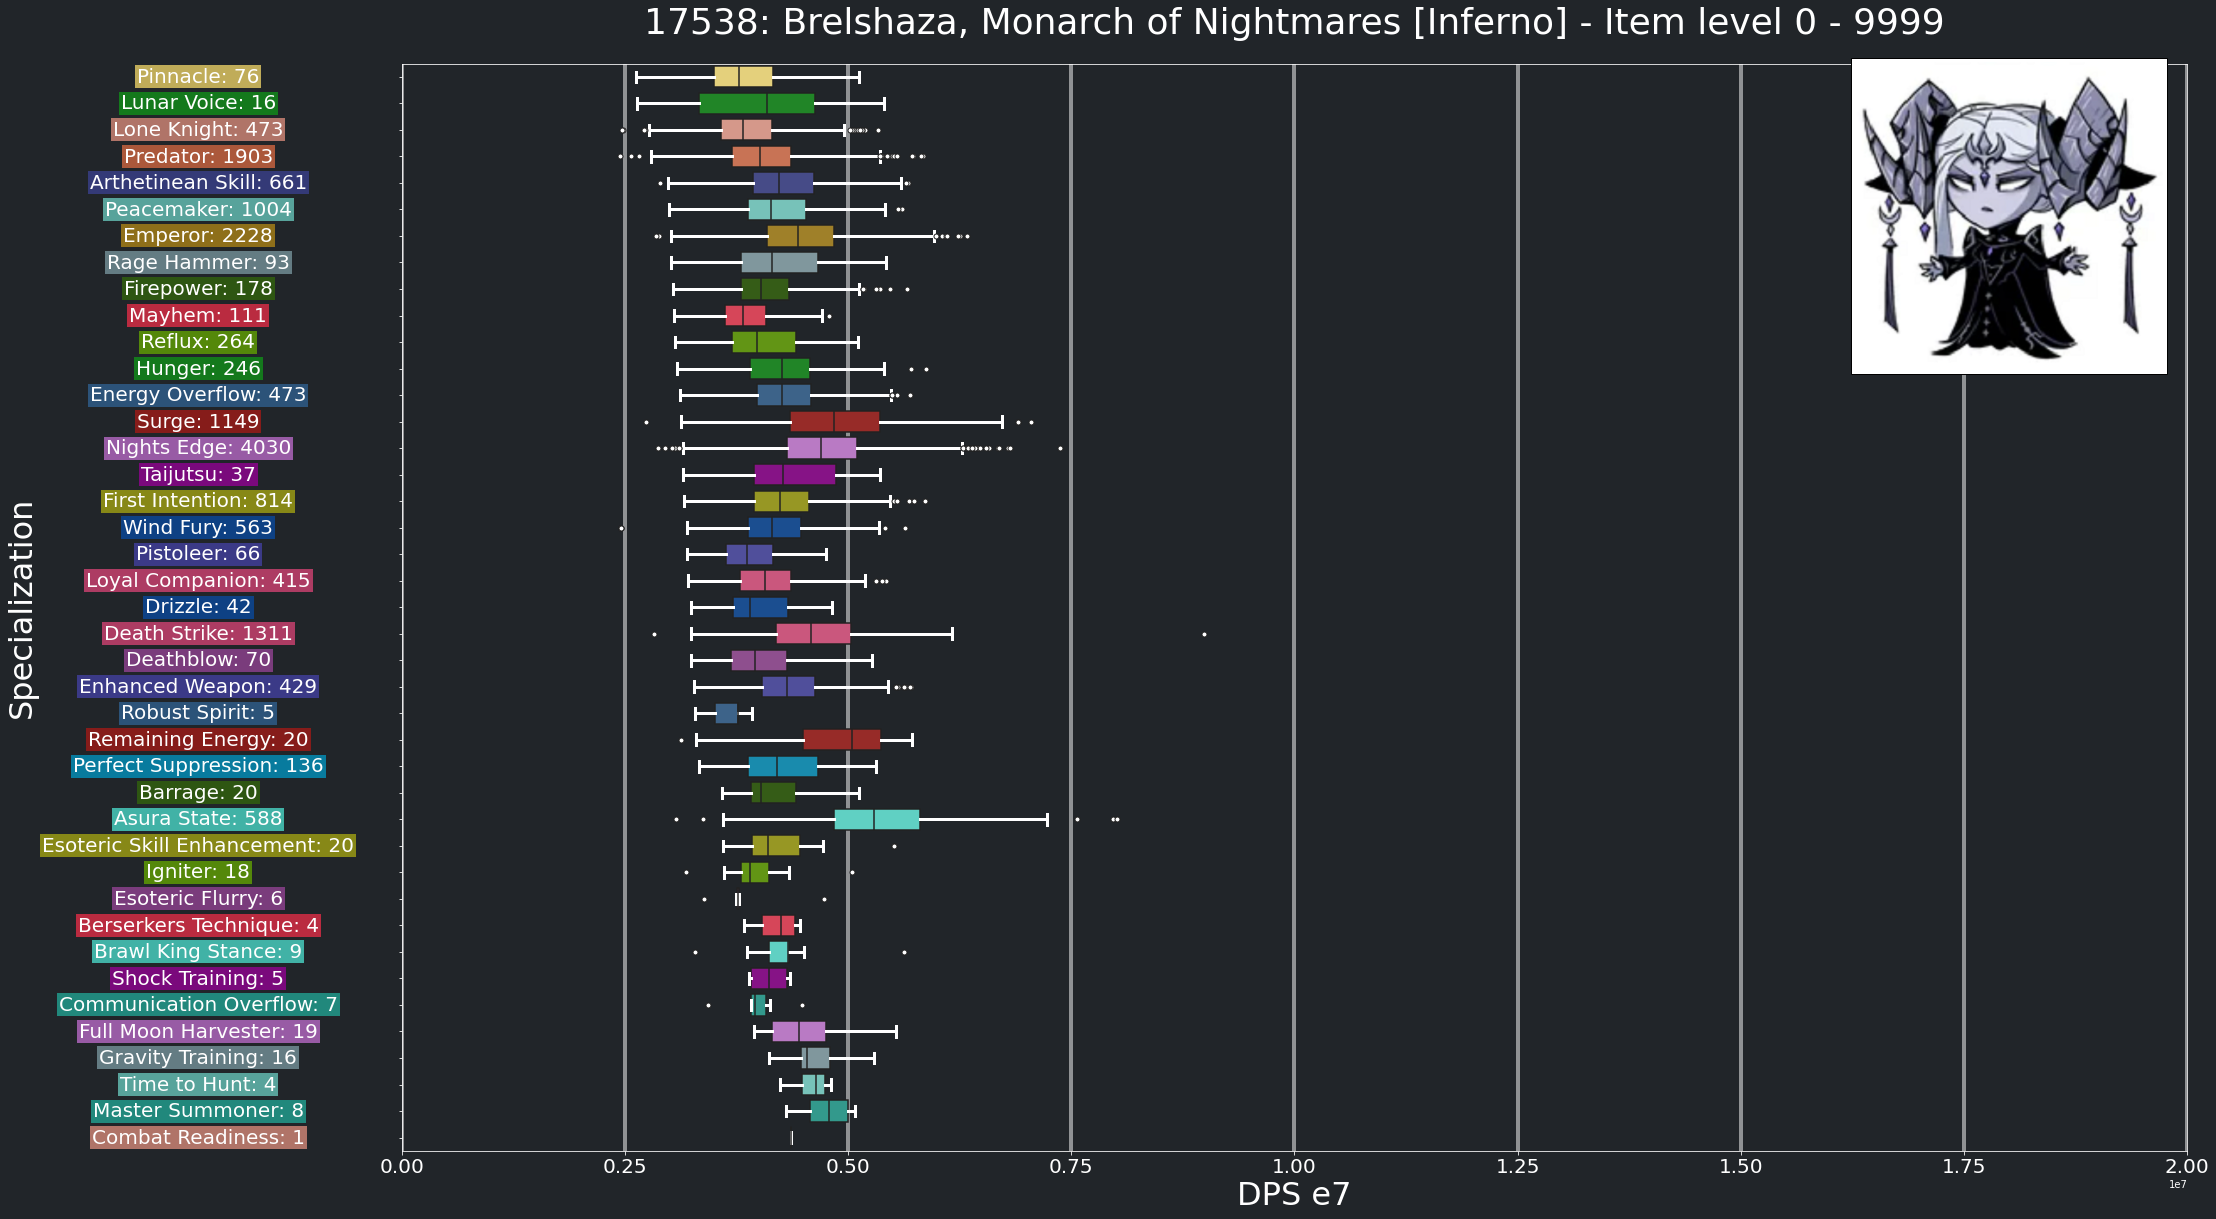 17538: Brelshaza, Monarch of Nightmares [Inferno] - Item level 0 - 9999
Specialization
Pinnacle: 76
Lunar Voice: 16
Lone Knight: 473
Predator: 1903
Arthetinean Skill: 661
Peacemaker: 1004
Emperor: 2228
Rage Hammer: 93
Firepower: 178
Mayhem: 111
Reflux: 264
Hunger: 246
Energy Overflow: 473
Surge: 1149
Nights Edge: 4030
Taijutsu: 37
First Intention: 814
Wind Fury: 563
Pistoleer: 66
Loyal Companion: 415
Drizzle: 42
Death Strike: 1311
Deathblow: 70
Enhanced Weapon: 429
Robust Spirit: 5
Remaining Energy: 20
Perfect Suppression: 136
Barrage: 20
Asura State: 588
Esoteric Skill Enhancement: 20
Igniter: 18
Esoteric Flurry: 6
Berserkers Technique: 4
Brawl King Stance: 9
Shock Training: 5
Communication Overflow: 7
Full Moon Harvester: 19
Gravity Training: 16
Time to Hunt: 4
Master Summoner: 8
Combat Readiness: 1
0.00 0.25 0.50 0.75 1.00 1.25 1.50 1.75 2.00
1e7
DPS e7